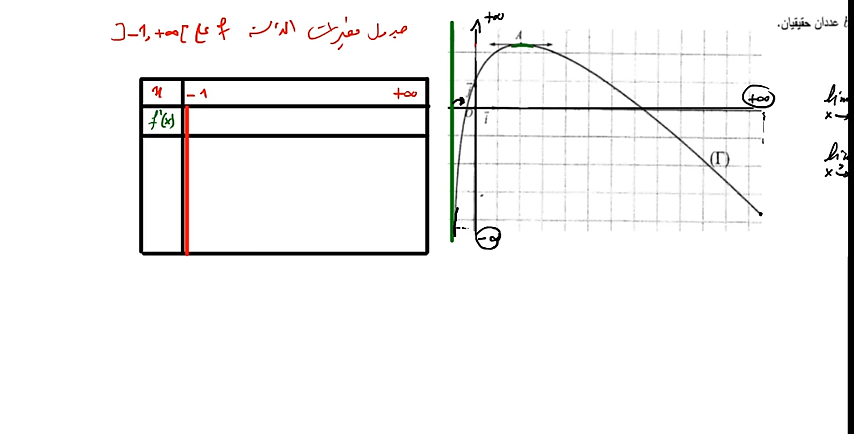 جدول تغيرات الدالة f على ]-1, +∞[
x -1 +∞
f'(x)
+∞
A
+∞
O i
(Γ)
-∞
عددان حقيقيان.
lim
x→
lim
x→